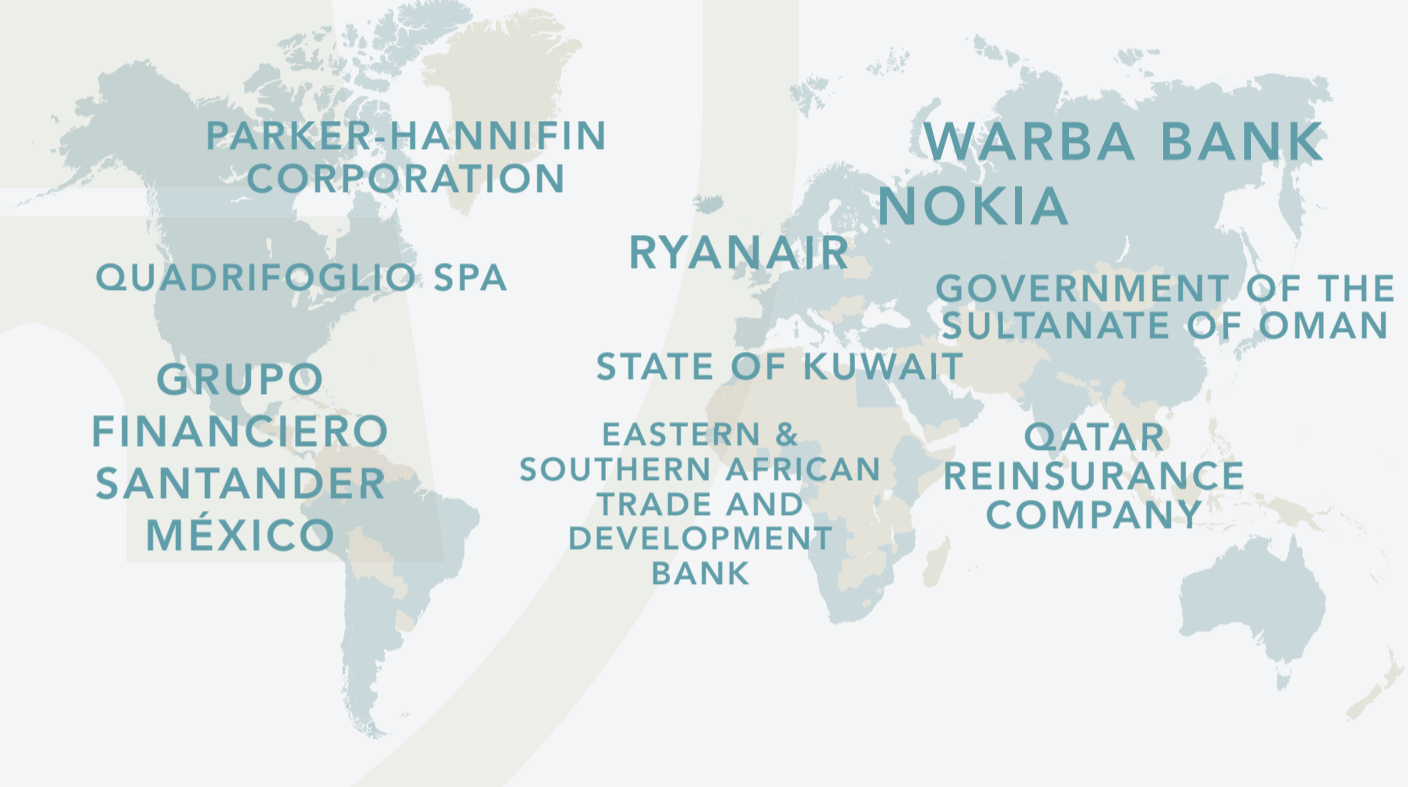 PARKER-HANNIFIN
CORPORATION
WARBA BANK
NOKIA
RYANAIR
QUADRIFOGLIO SPA
GOVERNMENT OF THE
SULTANATE OF OMAN
STATE OF KUWAIT
GRUPO
FINANCIERO
SANTANDER
MÉXICO
EASTERN &
SOUTHERN AFRICAN
TRADE AND
DEVELOPMENT
BANK
QATAR
REINSURANCE
COMPANY